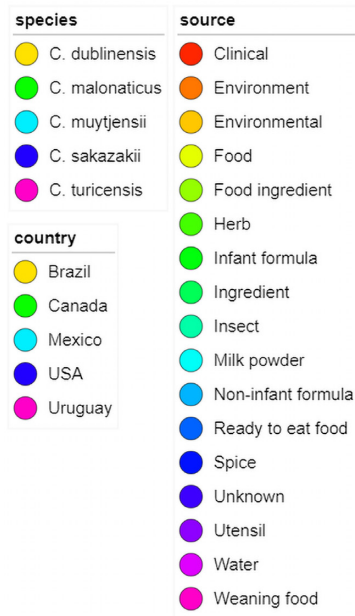 species
C. dublinensis
C. malonaticus
C. muytjensii
C. sakazakii
C. turicensis
country
Brazil
Canada
Mexico
USA
Uruguay
source
Clinical
Environment
Environmental
Food
Food ingredient
Herb
Infant formula
Ingredient
Insect
Milk powder
Non-infant formula
Ready to eat food
Spice
Unknown
Utensil
Water
Weaning food